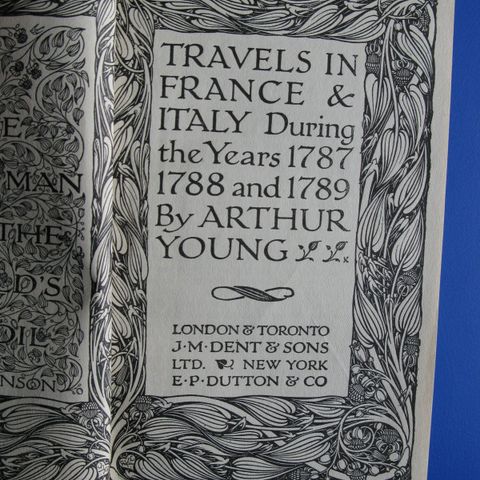 E
MAN
THE
D'S
OIL
NSON
TRAVELS IN
FRANCE &
ITALY During
the Years 1787
1788 and 1789
By ARTHUR
YOUNG
LONDON & TORONTO
J·M·DENT & SONS
LTD. NEW YORK
E·P·DUTTON & CO